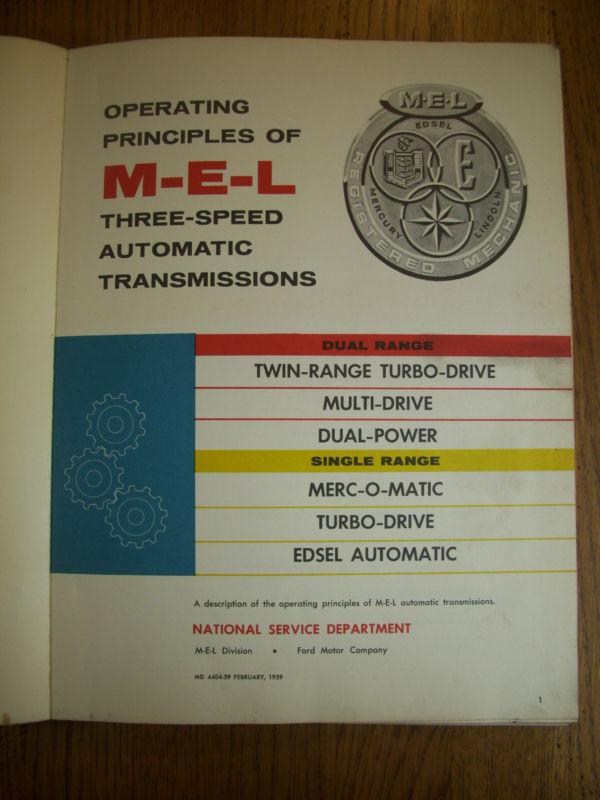 OPERATING
PRINCIPLES OF
M-E-L
THREE-SPEED
AUTOMATIC
TRANSMISSIONS
M·E·L
EDSEL
E
MERCURY
LINCOLN
REGISTERED MECHANIC
DUAL RANGE
TWIN-RANGE TURBO-DRIVE
MULTI-DRIVE
DUAL-POWER
SINGLE RANGE
MERC-O-MATIC
TURBO-DRIVE
EDSEL AUTOMATIC
A description of the operating principles of M-E-L automatic transmissions.
NATIONAL SERVICE DEPARTMENT
M-E-L Division • Ford Motor Company
MD 4404-59 FEBRUARY, 1959
1